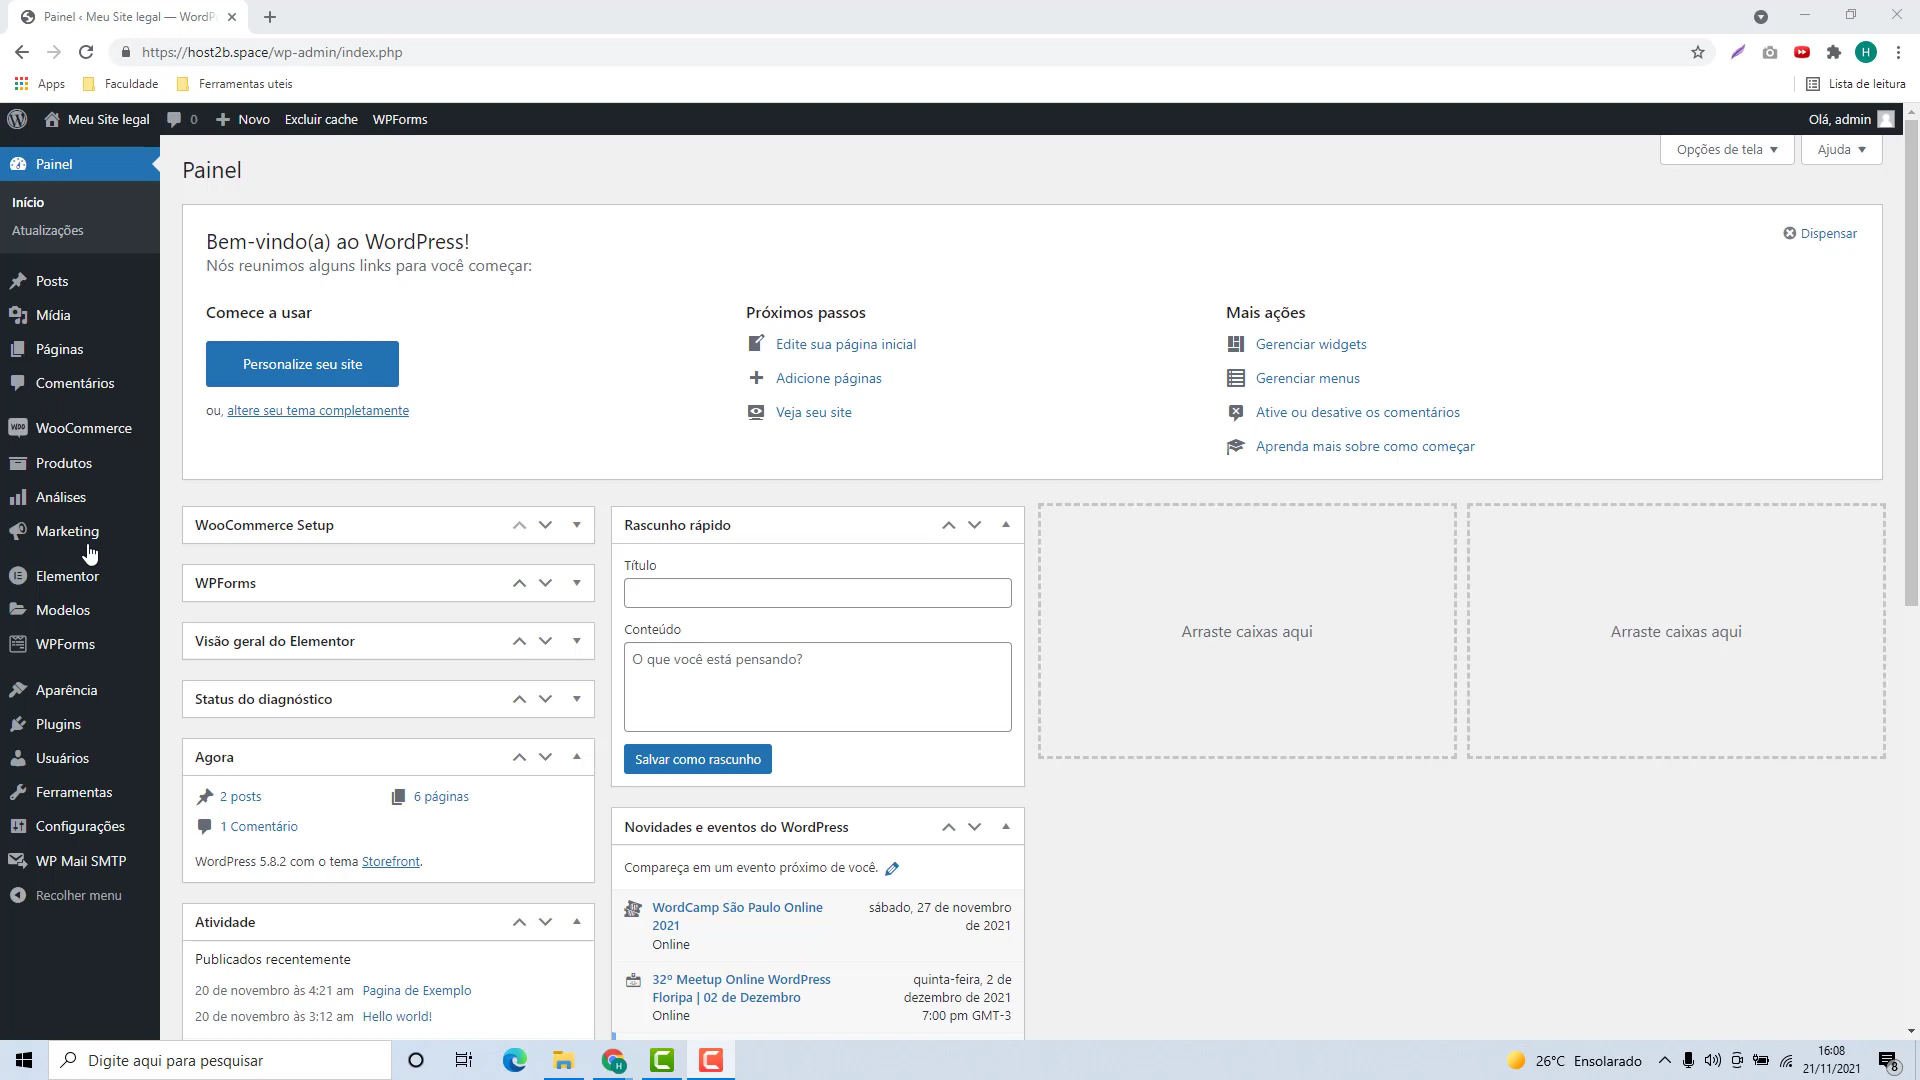 Painel ‹ Meu Site legal — WordP
https://host2b.space/wp-admin/index.php
Apps
Faculdade
Ferramentas uteis
Lista de leitura
Meu Site legal
0
Novo
Excluir cache
WPForms
Olá, admin
Painel
Início
Atualizações
Posts
Mídia
Páginas
Comentários
WooCommerce
Produtos
Análises
Marketing
Elementor
Modelos
WPForms
Aparência
Plugins
Usuários
Ferramentas
Configurações
WP Mail SMTP
Recolher menu
Opções de tela
Ajuda
Painel
Bem-vindo(a) ao WordPress!
Nós reunimos alguns links para você começar:
Dispensar
Comece a usar
Personalize seu site
ou, altere seu tema completamente
Próximos passos
Edite sua página inicial
Adicione páginas
Veja seu site
Mais ações
Gerenciar widgets
Gerenciar menus
Ative ou desative os comentários
Aprenda mais sobre como começar
WooCommerce Setup
WPForms
Visão geral do Elementor
Status do diagnóstico
Agora
2 posts
6 páginas
1 Comentário
WordPress 5.8.2 com o tema Storefront.
Atividade
Publicados recentemente
20 de novembro às 4:21 am Pagina de Exemplo
20 de novembro às 3:12 am Hello world!
Rascunho rápido
Título
Conteúdo
O que você está pensando?
Salvar como rascunho
Novidades e eventos do WordPress
Compareça em um evento próximo de você.
WordCamp São Paulo Online
2021
Online
sábado, 27 de novembro
de 2021
32º Meetup Online WordPress
Floripa | 02 de Dezembro
Online
quinta-feira, 2 de
dezembro de 2021
7:00 pm GMT-3
Arraste caixas aqui
Arraste caixas aqui
Digite aqui para pesquisar
26°C Ensolarado
16:08
21/11/2021
8
H